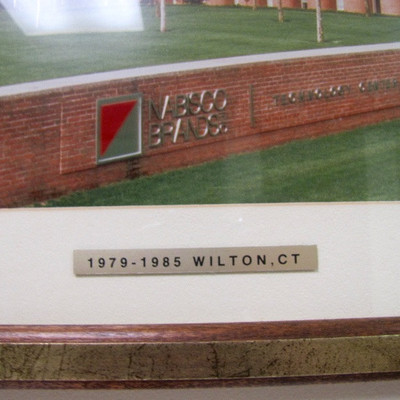 NABISCO
BRANDS
TECHNOLOGY CENTER
1979-1985 WILTON,CT